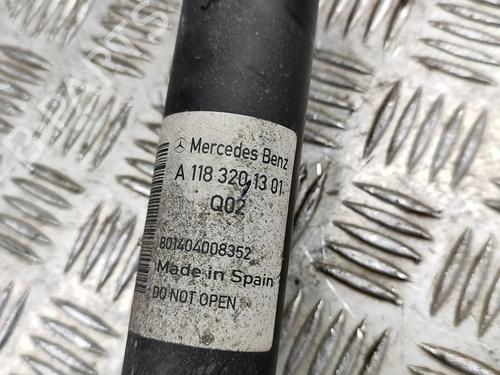 Mercedes Benz
A 118 320 13 01
Q02
801404008352
Made in Spain
DO NOT OPEN